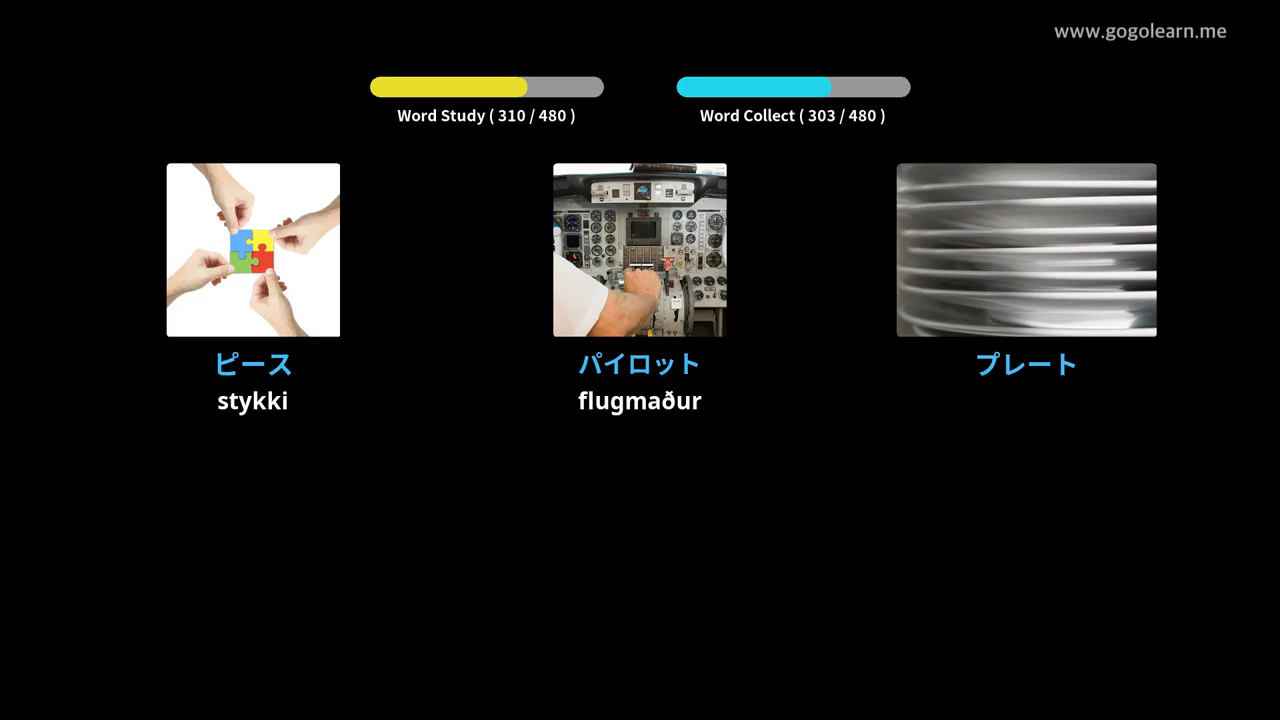 www.gogolearn.me
Word Study ( 310 / 480 )
Word Collect ( 303 / 480 )
ピース
stykki
パイロット
flugmaður
プレート